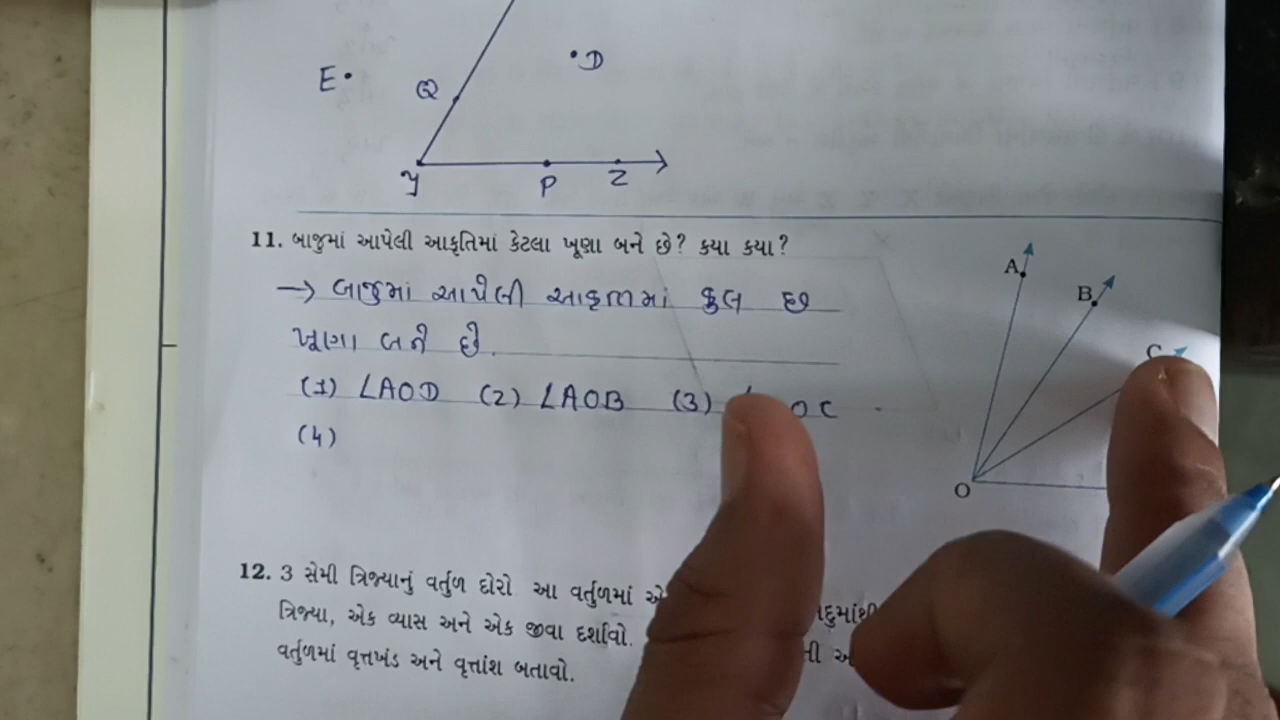 E
D
Q
Y P Z
11. બાજુમાં આપેલી આકૃતિમાં કેટલા ખૂણા બને છે? કયા કયા?
A
B
C
→ બાજુમાં આપેલી આકૃતિમાં કુલ છ
ખૂણા બને છે.
(1) ∠AOD (2) ∠AOB (3) OC
(4)
O
12. 3 સેમી ત્રિજ્યાનું વર્તુળ દોરો આ વર્તુળમાં
ત્રિજ્યા, એક વ્યાસ અને એક જીવા દર્શાવો.
વર્તુળમાં વૃત્તખંડ અને વૃત્તાંશ બતાવો.